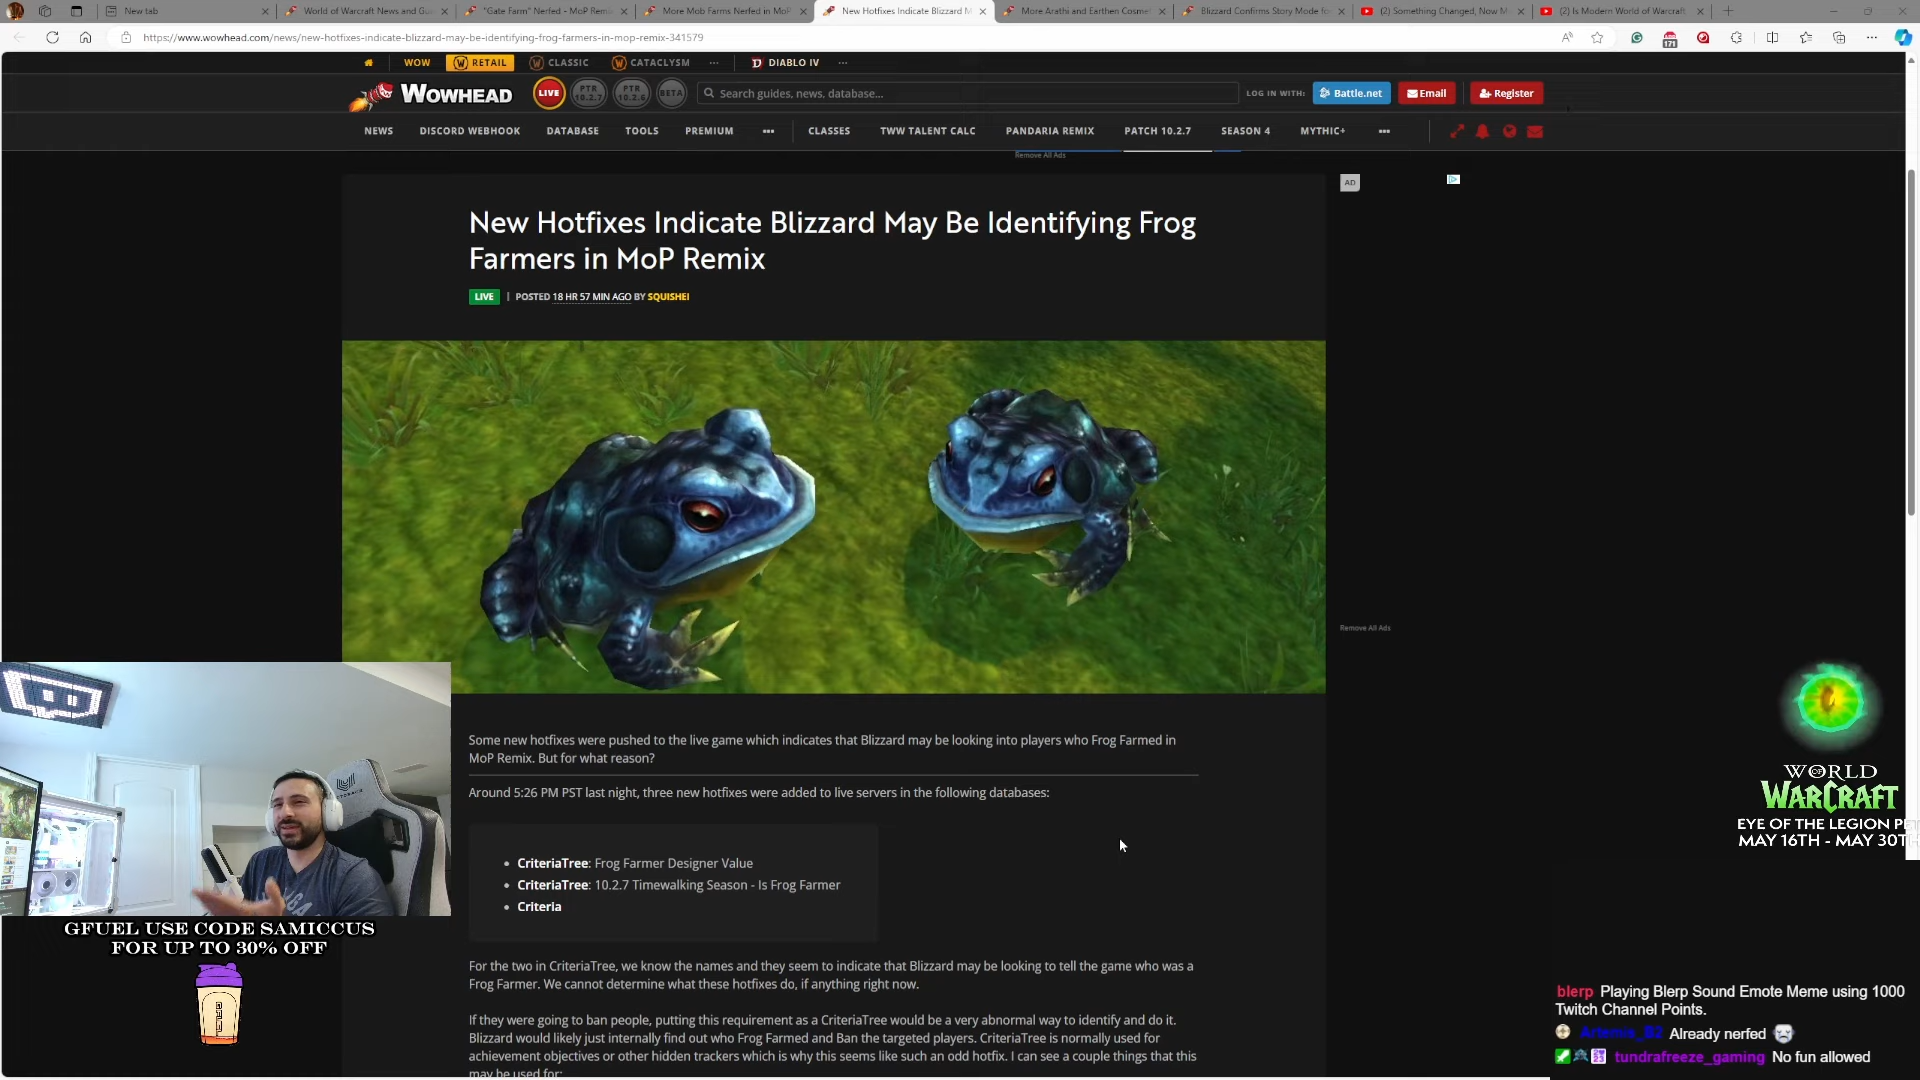 New tab
World of Warcraft News and Gu
"Gate Farm" Nerfed - MoP Remi
More Mob Farms Nerfed in MoP
New Hotfixes Indicate Blizzard M
More Arathi and Earthen Cosmet
Blizzard Confirms Story Mode fo
(2) Something Changed, Now M
(2) Is Modern World of Warcraft
https://www.wowhead.com/news/new-hotfixes-indicate-blizzard-may-be-identifying-frog-farmers-in-mop-remix-341579
171
WOW
RETAIL
CLASSIC
CATACLYSM
DIABLO IV
WOWHEAD
LIVE
PTR 10.2.7
PTR 10.2.6
BETA
Search guides, news, database...
LOG IN WITH:
Battle.net
Email
Register
NEWS
DISCORD WEBHOOK
DATABASE
TOOLS
PREMIUM
CLASSES
TWW TALENT CALC
PANDARIA REMIX
PATCH 10.2.7
SEASON 4
MYTHIC+
Remove All Ads
AD
New Hotfixes Indicate Blizzard May Be Identifying Frog
Farmers in MoP Remix
LIVE | POSTED 18 HR 57 MIN AGO BY SQUISHEI
Remove All Ads
Some new hotfixes were pushed to the live game which indicates that Blizzard may be looking into players who Frog Farmed in
MoP Remix. But for what reason?
Around 5:26 PM PST last night, three new hotfixes were added to live servers in the following databases:
• CriteriaTree: Frog Farmer Designer Value
• CriteriaTree: 10.2.7 Timewalking Season - Is Frog Farmer
• Criteria
For the two in CriteriaTree, we know the names and they seem to indicate that Blizzard may be looking to tell the game who was a
Frog Farmer. We cannot determine what these hotfixes do, if anything right now.
If they were going to ban people, putting this requirement as a CriteriaTree would be a very abnormal way to identify and do it.
Blizzard would likely just internally find out who Frog Farmed and Ban the targeted players. CriteriaTree is normally used for
achievement objectives or other hidden trackers which is why this seems like such an odd hotfix. I can see a couple things that this
may be used for:
GFUEL USE CODE SAMICCUS
FOR UP TO 30% OFF
WORLD OF
WARCRAFT
EYE OF THE LEGION PE
MAY 16TH - MAY 30TH
blerp Playing Blerp Sound Emote Meme using 1000
Twitch Channel Points.
Artemis_B2 Already nerfed
tundrafreeze_gaming No fun allowed